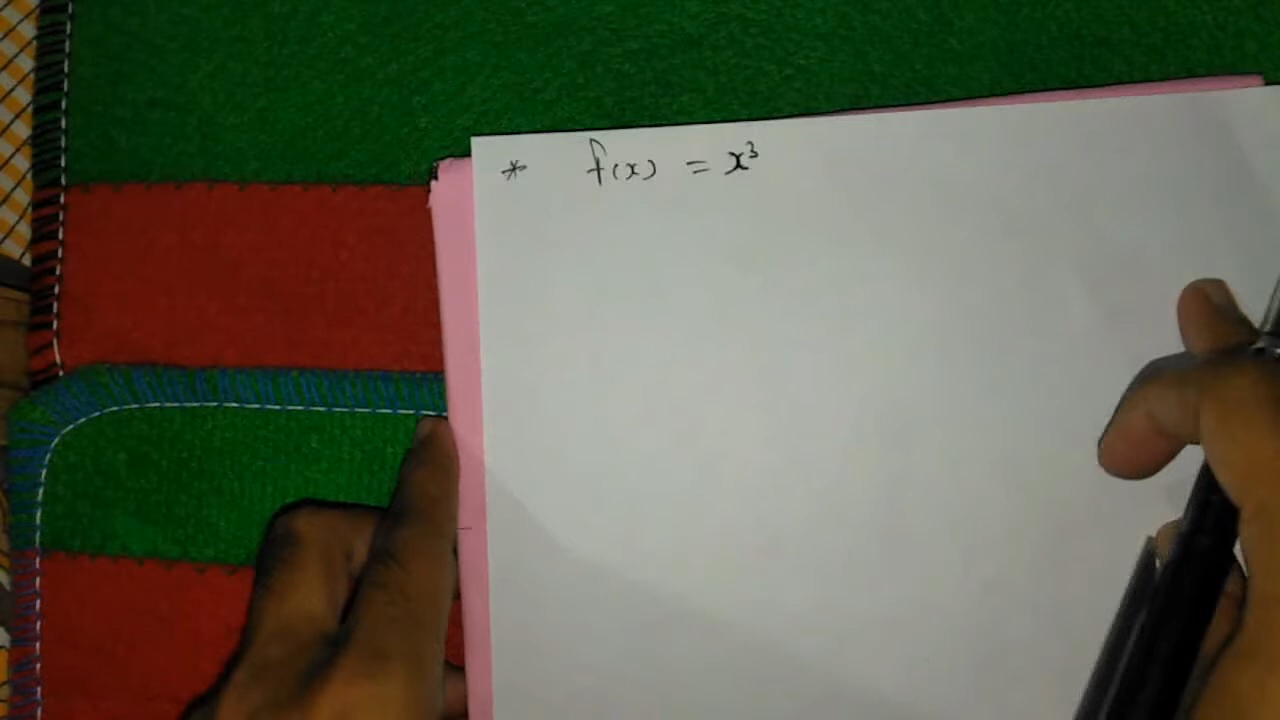 * f(x) = x³